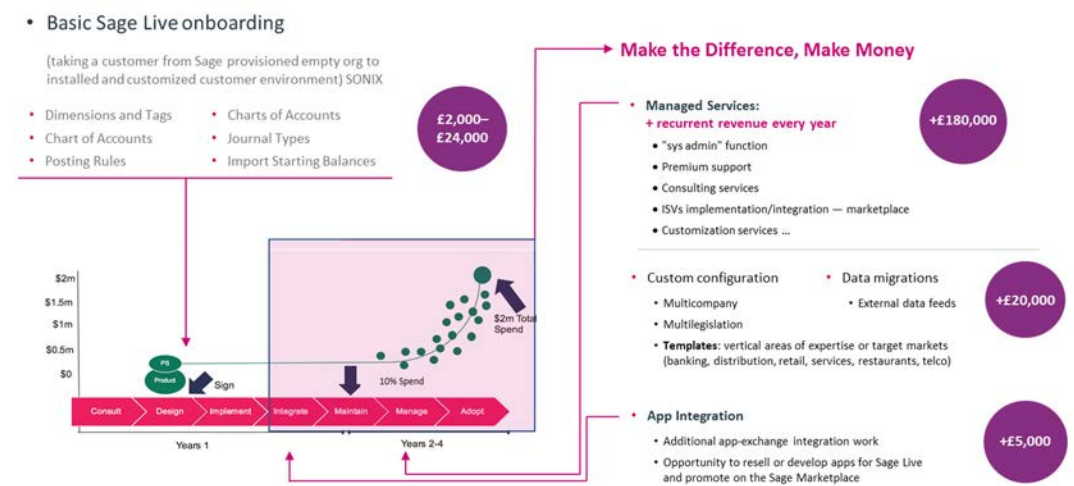 • Basic Sage Live onboarding
(taking a customer from Sage provisioned empty org to
installed and customized customer environment) SONIX
• Dimensions and Tags
• Chart of Accounts
• Posting Rules
• Charts of Accounts
• Journal Types
• Import Starting Balances
£2,000–
£24,000
Make the Difference, Make Money
• Managed Services:
+ recurrent revenue every year
• "sys admin" function
• Premium support
• Consulting services
• ISVs implementation/integration — marketplace
• Customization services ...
+£180,000
• Custom configuration
• Multicompany
• Multilegislation
• Templates: vertical areas of expertise or target markets
(banking, distribution, retail, services, restaurants, telco)
• Data migrations
• External data feeds
+£20,000
• App Integration
• Additional app-exchange integration work
• Opportunity to resell or develop apps for Sage Live
and promote on the Sage Marketplace
+£5,000
$2m
$1.5m
$1m
$0.5m
$0
PS
Product
Sign
10% Spend
$2m Total
Spend
Consult
Design
Implement
Integrate
Maintain
Manage
Adopt
Years 1
Years 2-4